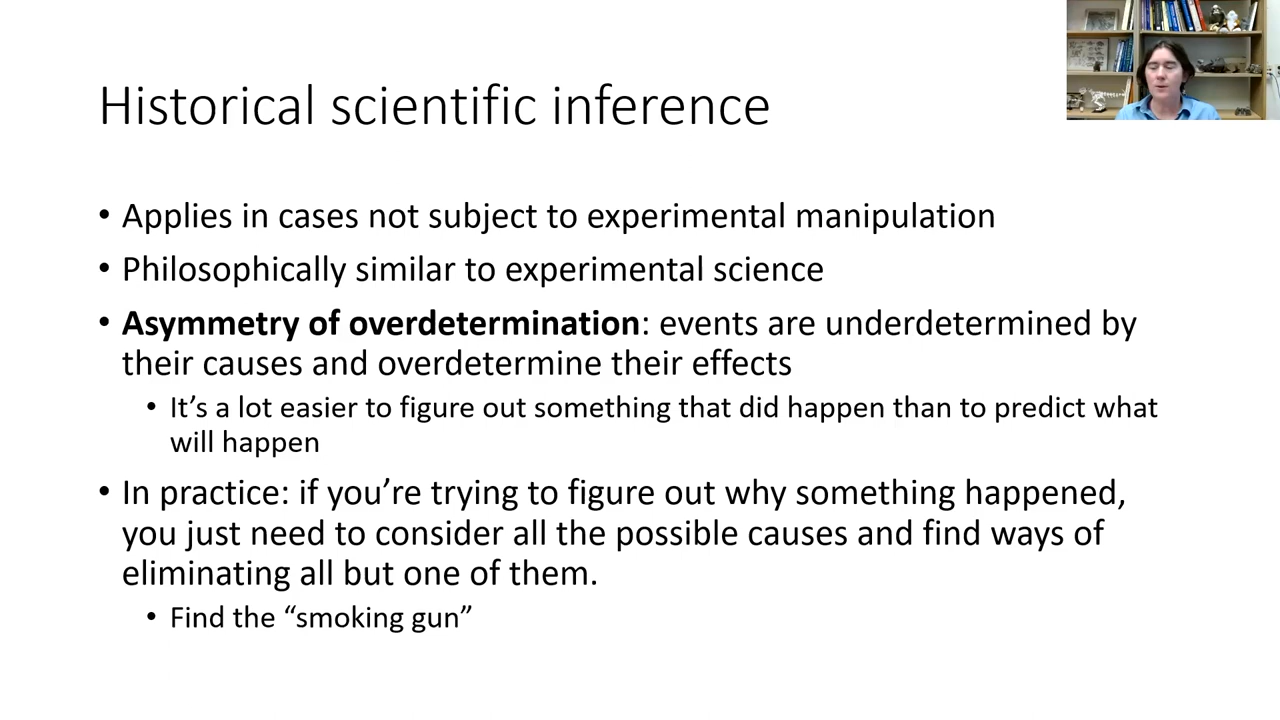 Historical scientific inference
• Applies in cases not subject to experimental manipulation
• Philosophically similar to experimental science
• Asymmetry of overdetermination: events are underdetermined by
their causes and overdetermine their effects
• It’s a lot easier to figure out something that did happen than to predict what
will happen
• In practice: if you’re trying to figure out why something happened,
you just need to consider all the possible causes and find ways of
eliminating all but one of them.
• Find the “smoking gun”